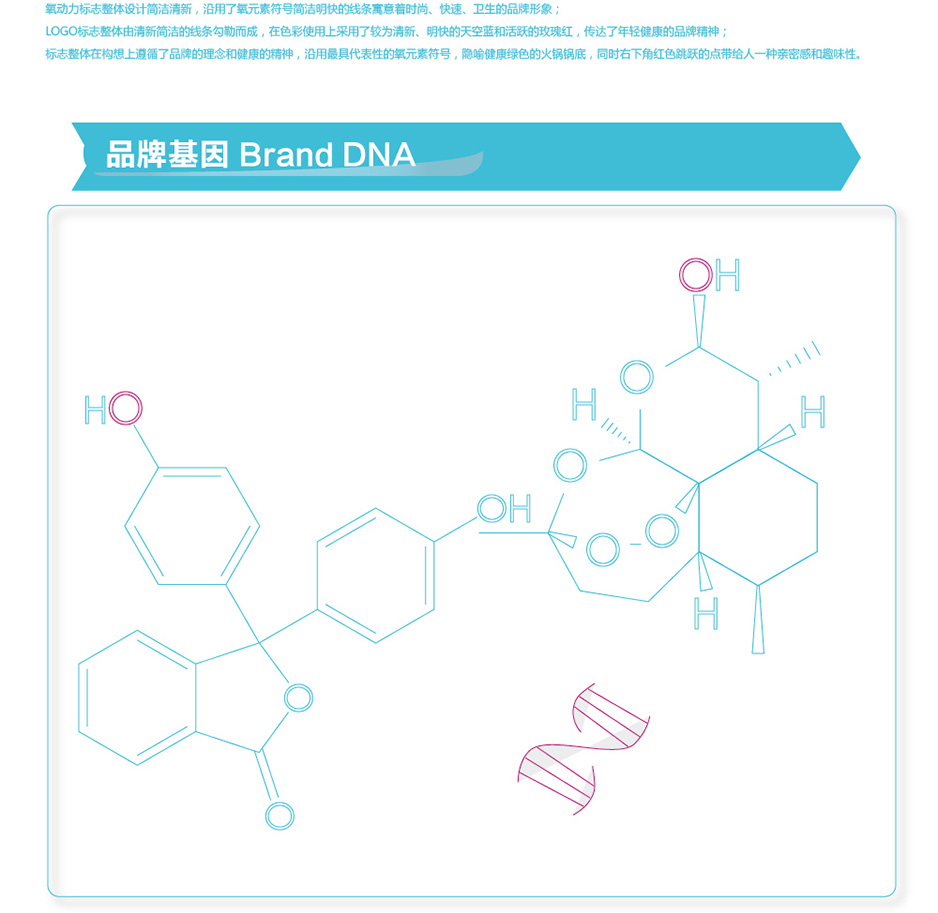 氧动力标志整体设计简洁清新，沿用了氧元素符号简洁明快的线条寓意着时尚、快速、卫生的品牌形象；
LOGO标志整体由清新简洁的线条勾勒而成，在色彩使用上采用了较为清新、明快的天空蓝和活跃的玫瑰红，传达了年轻健康的品牌精神；
标志整体在构想上遵循了品牌的理念和健康的精神，沿用最具代表性的氧元素符号，隐喻健康绿色的火锅锅底，同时右下角红色跳跃的点带给人一种亲密感和趣味性。
品牌基因 Brand DNA
OH
O
H
H
HO
O
OH
O
O
H
O
O